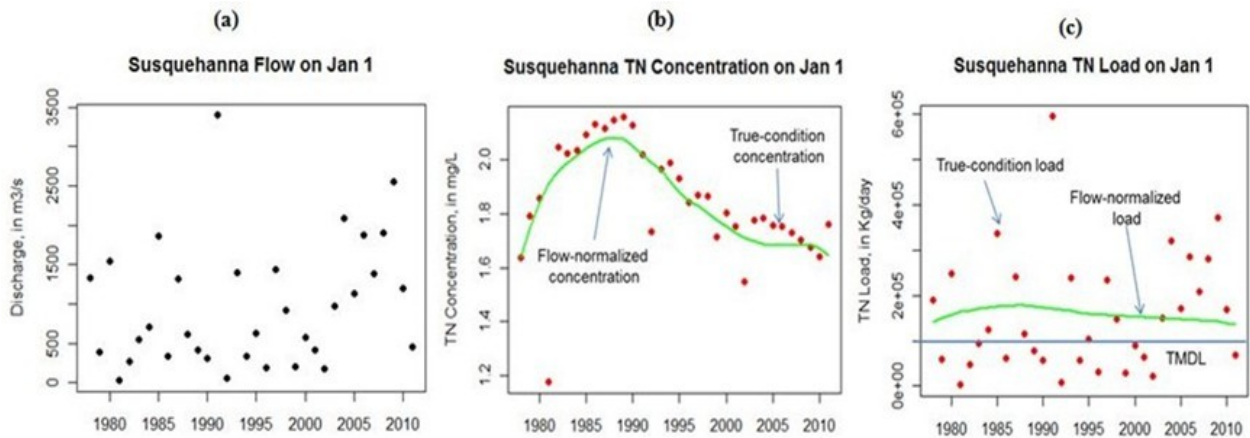 (a)
Susquehanna Flow on Jan 1
Discharge, in m3/s
3500
2500
1500
500
0
1980
1985
1990
1995
2000
2005
2010
(b)
Susquehanna TN Concentration on Jan 1
TN Concentration, in mg/L
2.0
1.8
1.6
1.4
1.2
True-condition
concentration
Flow-normalized
concentration
1980
1985
1990
1995
2000
2005
2010
(c)
Susquehanna TN Load on Jan 1
TN Load, in Kg/day
6e+05
4e+05
2e+05
0e+00
True-condition load
Flow-normalized
load
TMDL
1980
1985
1990
1995
2000
2005
2010